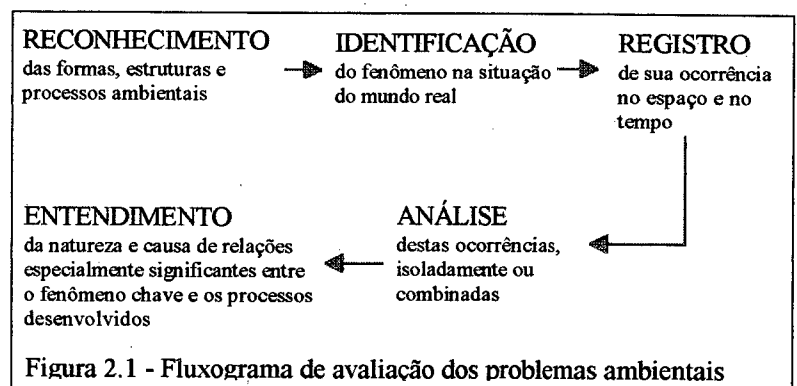 RECONHECIMENTO
das formas, estruturas e
processos ambientais
IDENTIFICAÇÃO
do fenômeno na situação
do mundo real
REGISTRO
de sua ocorrência
no espaço e no
tempo
ENTENDIMENTO
da natureza e causa de relações
especialmente significantes entre
o fenômeno chave e os processos
desenvolvidos
ANÁLISE
destas ocorrências,
isoladamente ou
combinadas
Figura 2.1 - Fluxograma de avaliação dos problemas ambientais